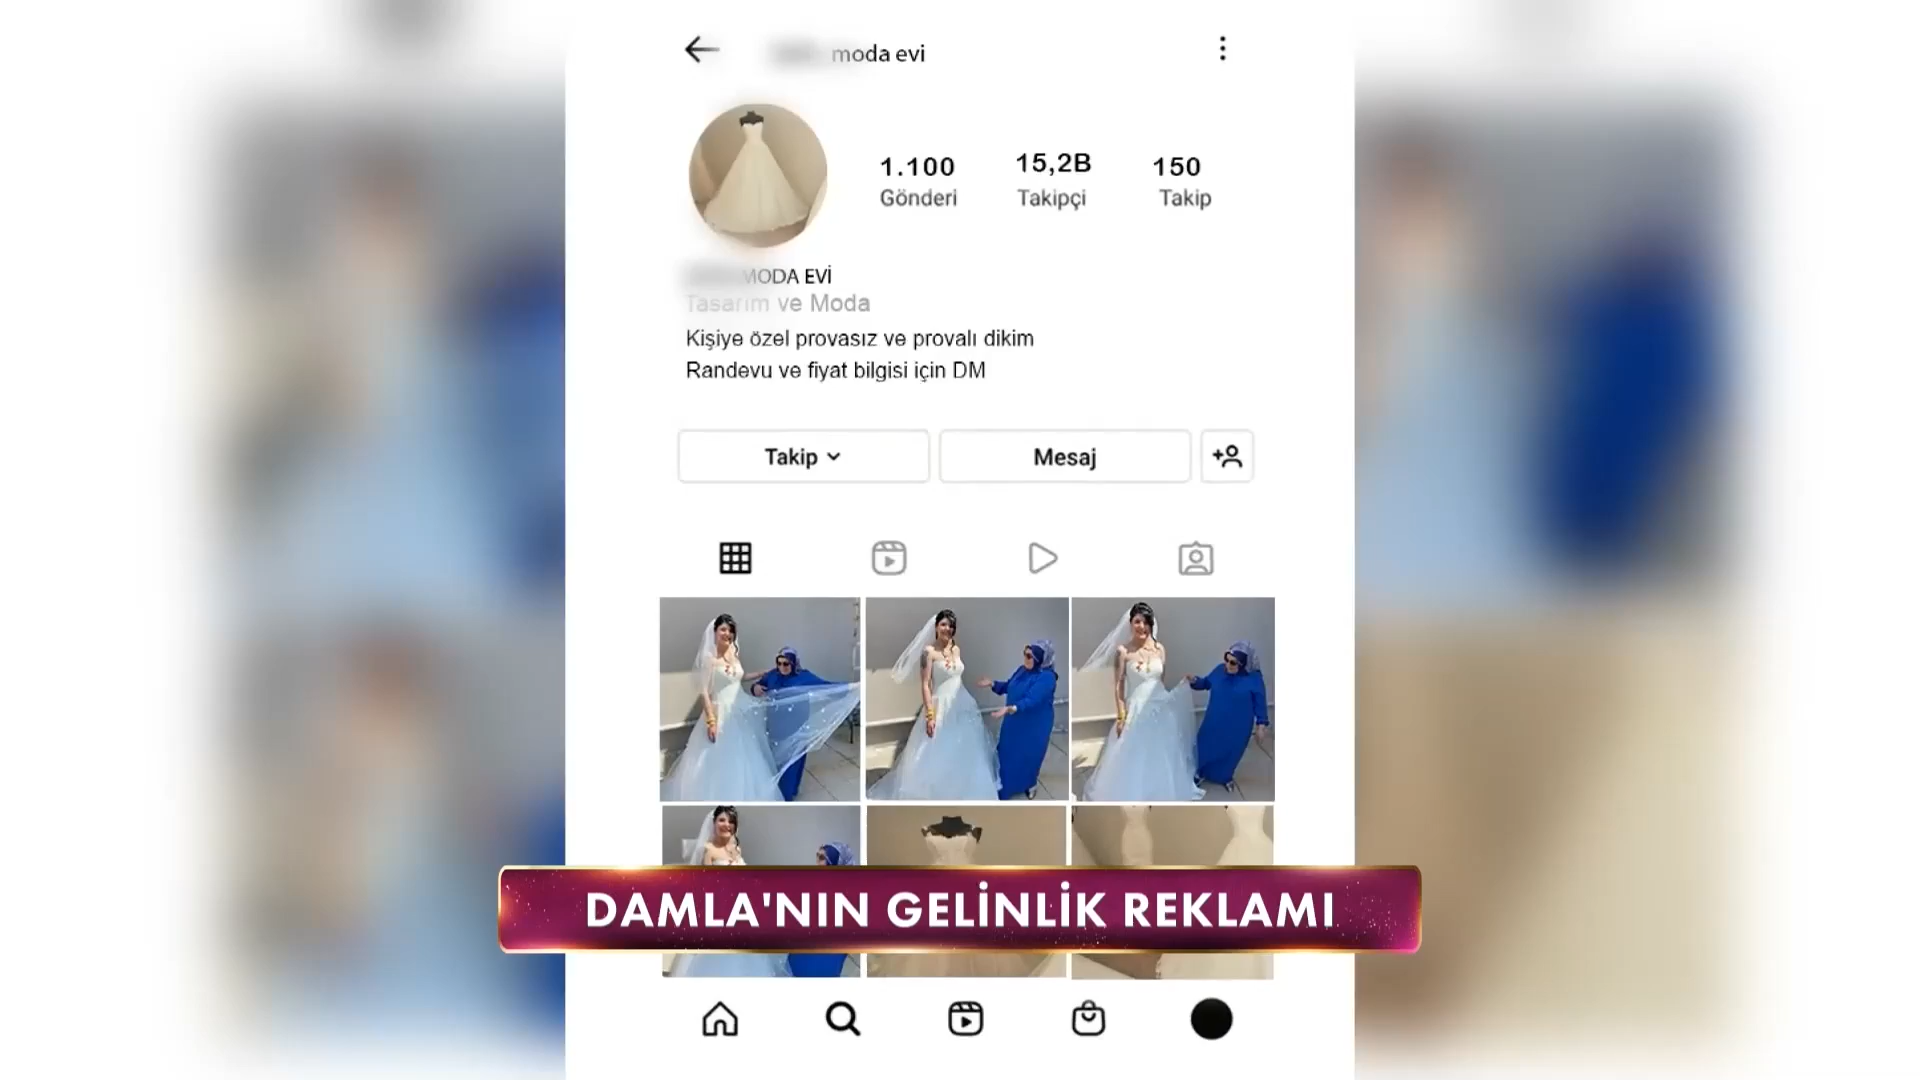 moda evi
1.100
15,2B
150
Gönderi
Takipçi
Takip
MODA EVİ
Tasarım ve Moda
Kişiye özel provasız ve provalı dikim
Randevu ve fiyat bilgisi için DM
Takip
Mesaj
DAMLA'NIN GELİNLİK REKLAMI